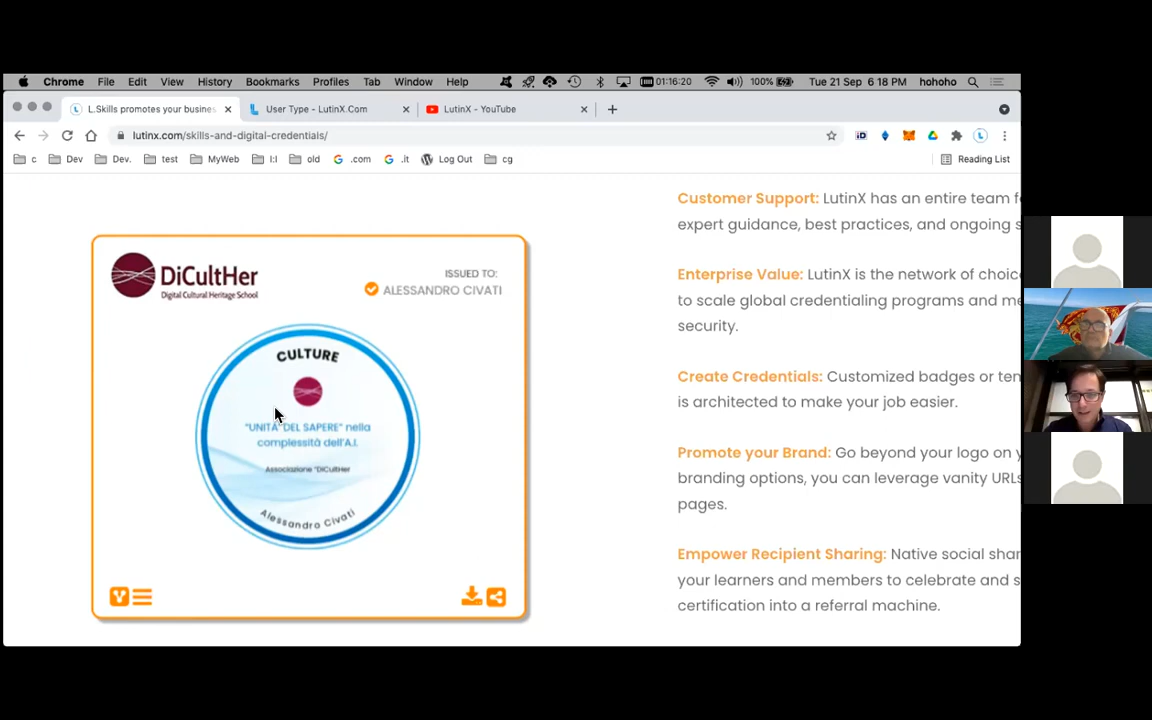 Chrome File Edit View History Bookmarks Profiles Tab Window Help 01:16:20 100% Tue 21 Sep 6:18 PM hohoho
L.Skills promotes your busines
User Type - LutinX.Com
LutinX - YouTube
lutinx.com/skills-and-digital-credentials/
c Dev Dev. test MyWeb l:l old .com .it Log Out cg Reading List
DiCultHer
Digital Cultural Heritage School
ISSUED TO:
ALESSANDRO CIVATI
CULTURE
"UNITA' DEL SAPERE" nella
complessità dell'A.I.
Associazione "DiCultHer
Alessandro Civati
Customer Support: LutinX has an entire team f
expert guidance, best practices, and ongoing s
Enterprise Value: LutinX is the network of choic
to scale global credentialing programs and me
security.
Create Credentials: Customized badges or ten
is architected to make your job easier.
Promote your Brand: Go beyond your logo on y
branding options, you can leverage vanity URLs
pages.
Empower Recipient Sharing: Native social shar
your learners and members to celebrate and s
certification into a referral machine.